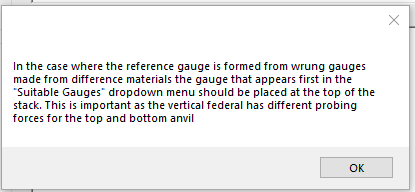 In the case where the reference gauge is formed from wrung gauges
made from difference materials the gauge that appears first in the
"Suitable Gauges" dropdown menu should be placed at the top of the
stack. This is important as the vertical federal has different probing
forces for the top and bottom anvil
OK